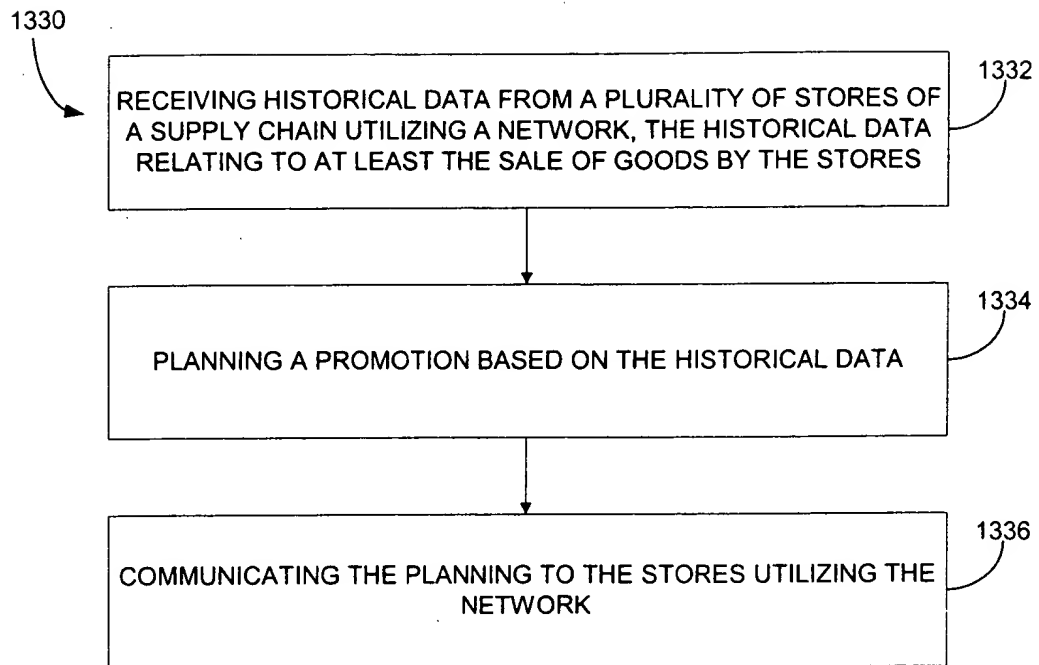 1330
1332
RECEIVING HISTORICAL DATA FROM A PLURALITY OF STORES OF
A SUPPLY CHAIN UTILIZING A NETWORK, THE HISTORICAL DATA
RELATING TO AT LEAST THE SALE OF GOODS BY THE STORES
1334
PLANNING A PROMOTION BASED ON THE HISTORICAL DATA
1336
COMMUNICATING THE PLANNING TO THE STORES UTILIZING THE
NETWORK